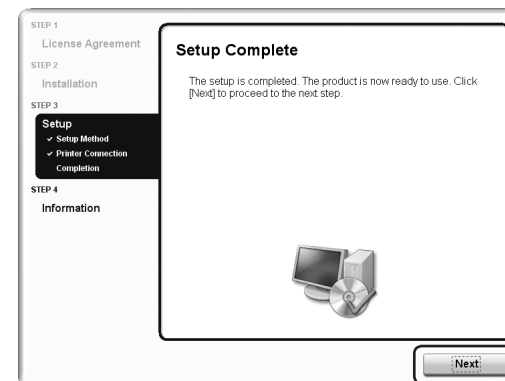 STEP 1
License Agreement
STEP 2
Installation
STEP 3
Setup
✓ Setup Method
✓ Printer Connection
Completion
STEP 4
Information
Setup Complete
The setup is completed. The product is now ready to use. Click
[Next] to proceed to the next step.
Next